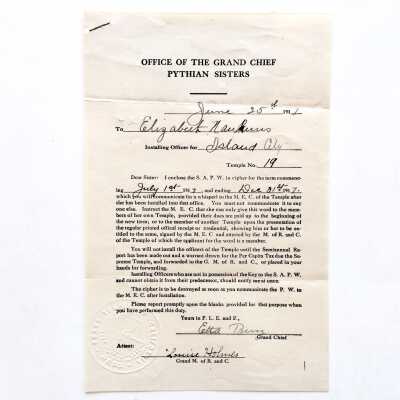 OFFICE OF THE GRAND CHIEF
PYTHIAN SISTERS
June 25th 191
To Elizabeth
Installing Officer for Island City
Temple No. 19
Dear Sister: I enclose the S. A. P. W. in cipher for the term commenc-
ing July 1st 191 , and ending Dec 31st 191 ,
which you will communicate (in a whisper) to the M. E. C. of the Temple after
she has been installed into that office. You must not communicate it to any
one else. Instruct the M. E. C. that she can only give this word to the mem-
bers of her own Temple, provided their dues are paid up to the beginning of the
new term, or to a member of another Temple upon the presentation of
the regular printed official receipt or credential, showing him or her to be en-
titled to the same, signed by the M. E. C. and attested by the M. of R. and C.
of the Temple of which the applicant for the word is a member.
You will not install the officers of the Temple until the Semi-annual Re-
port has been made out and a warrant drawn for the Per Capita Tax due the Su-
preme Temple, and forwarded to the G. M. of R. and C., or placed in your
hands for forwarding.
Installing Officers who are not in possession of the Key to the S. A. P. W.
and cannot obtain it from their predecessor, should notify me at once.
The cipher is to be destroyed as soon as you communicate the P. W. to
the M. E. C. after installation.
Please report promptly upon the blanks provided for that purpose when
you have performed this duty.
Yours in P. L. E. and F.,
Etta
Grand Chief
Attest:
Louise Holmes
Grand M. of R. and C.